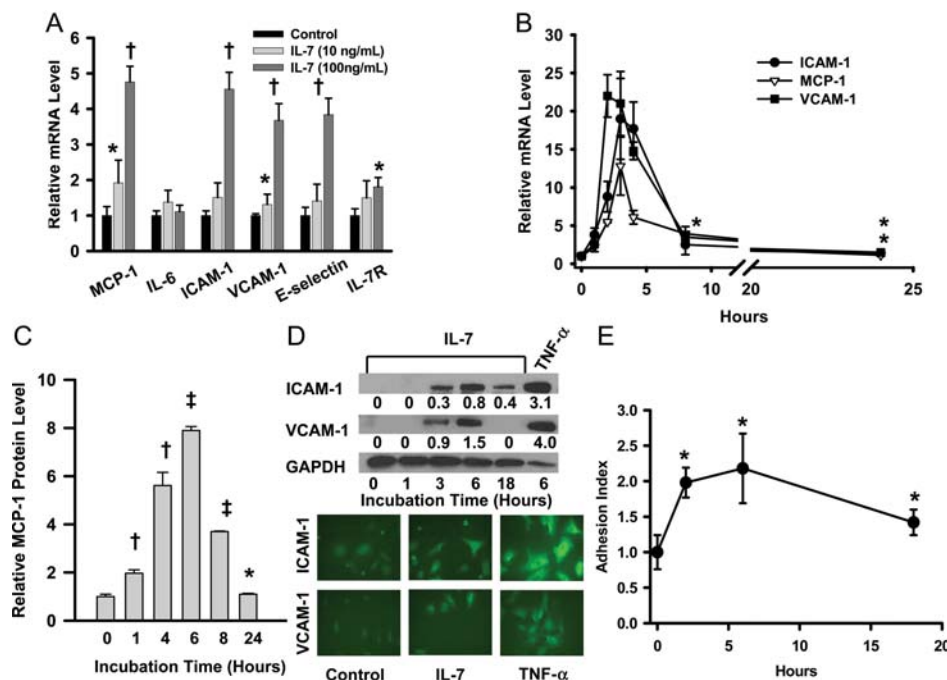 A
Control
IL-7 (10 ng/mL)
IL-7 (100ng/mL)
Relative mRNA Level
6
5
4
3
2
1
0
* † † * † † *
MCP-1 IL-6 ICAM-1 VCAM-1 E-selectin IL-7R
B
ICAM-1
MCP-1
VCAM-1
Relative mRNA Level
30
25
20
15
10
5
0
*
*
*
0 5 10 20 25
Hours
C
Relative MCP-1 Protein Level
10
8
6
4
2
0
† † ‡ ‡ *
0 1 4 6 8 24
Incubation Time (Hours)
D
IL-7
TNF-α
ICAM-1
0 0 0.3 0.8 0.4 3.1
VCAM-1
0 0 0.9 1.5 0 4.0
GAPDH
0 1 3 6 18 6
Incubation Time (Hours)
ICAM-1
VCAM-1
Control IL-7 TNF-α
E
Adhesion Index
3.0
2.5
2.0
1.5
1.0
0.5
0.0
* * *
0 5 10 15 20
Hours